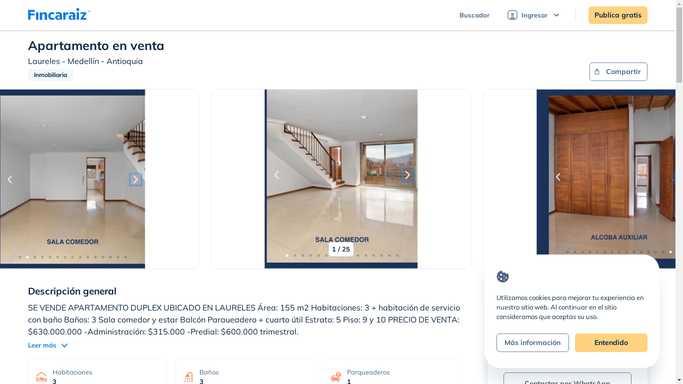 Fincaraíz
Buscador
Ingresar
Publica gratis
Apartamento en venta
Laureles - Medellín - Antioquia
Inmobiliaria
Compartir
SALA COMEDOR
SALA COMEDOR
1 / 25
ALCOBA AUXILIAR
Descripción general
SE VENDE APARTAMENTO DUPLEX UBICADO EN LAURELES Área: 155 m2 Habitaciones: 3 + habitación de servicio
con baño Baños: 3 Sala comedor y estar Balcón Parqueadero + cuarto útil Estrato: 5 Piso: 9 y 10 PRECIO DE VENTA:
$630.000.000 -Administración: $315.000 -Predial: $600.000 trimestral.
Leer más
Habitaciones
3
Baños
3
Parqueaderos
1
Utilizamos cookies para mejorar tu experiencia en
nuestro sitio web. Al continuar en el sitio
consideramos que aceptas su uso.
Más información
Entendido
Contactar por WhatsApp